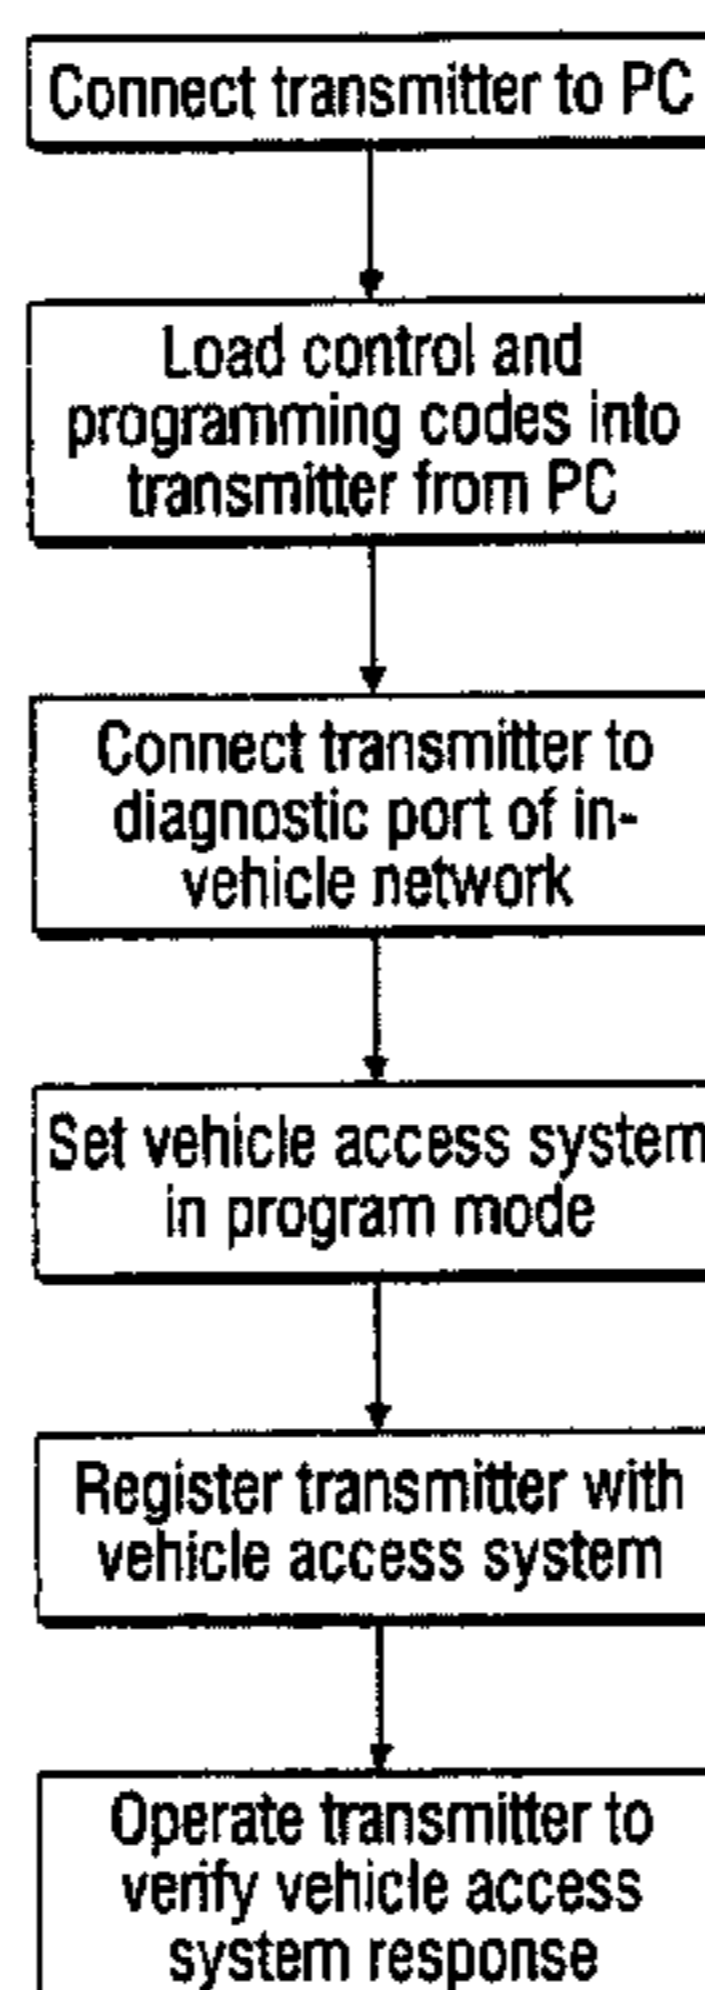 Connect transmitter to PC
Load control and
programming codes into
transmitter from PC
Connect transmitter to
diagnostic port of in-
vehicle network
Set vehicle access system
in program mode
Register transmitter with
vehicle access system
Operate transmitter to
verify vehicle access
system response